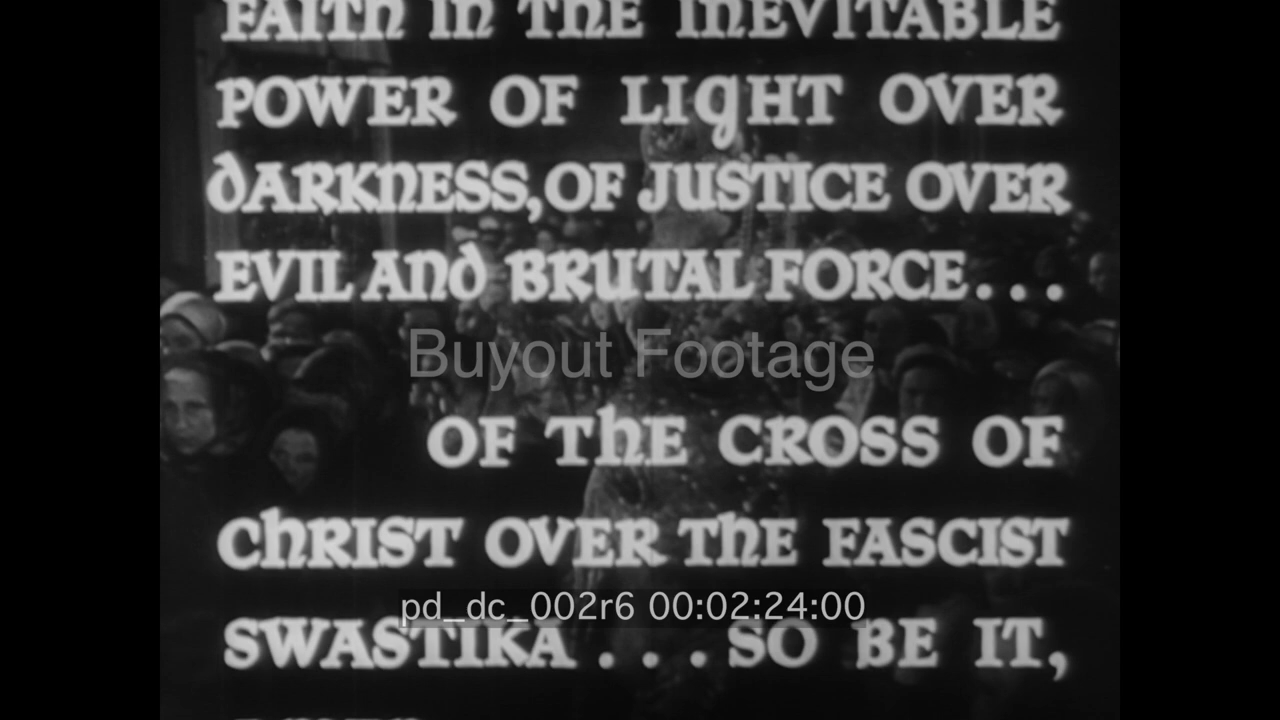 FAITH IN THE INEVITABLE
POWER OF LIGHT OVER
DARKNESS, OF JUSTICE OVER
EVIL AND BRUTAL FORCE...
Buyout Footage
OF THE CROSS OF
CHRIST OVER THE FASCIST
pd_dc_002r6 00:02:24:00
SWASTIKA...SO BE IT,